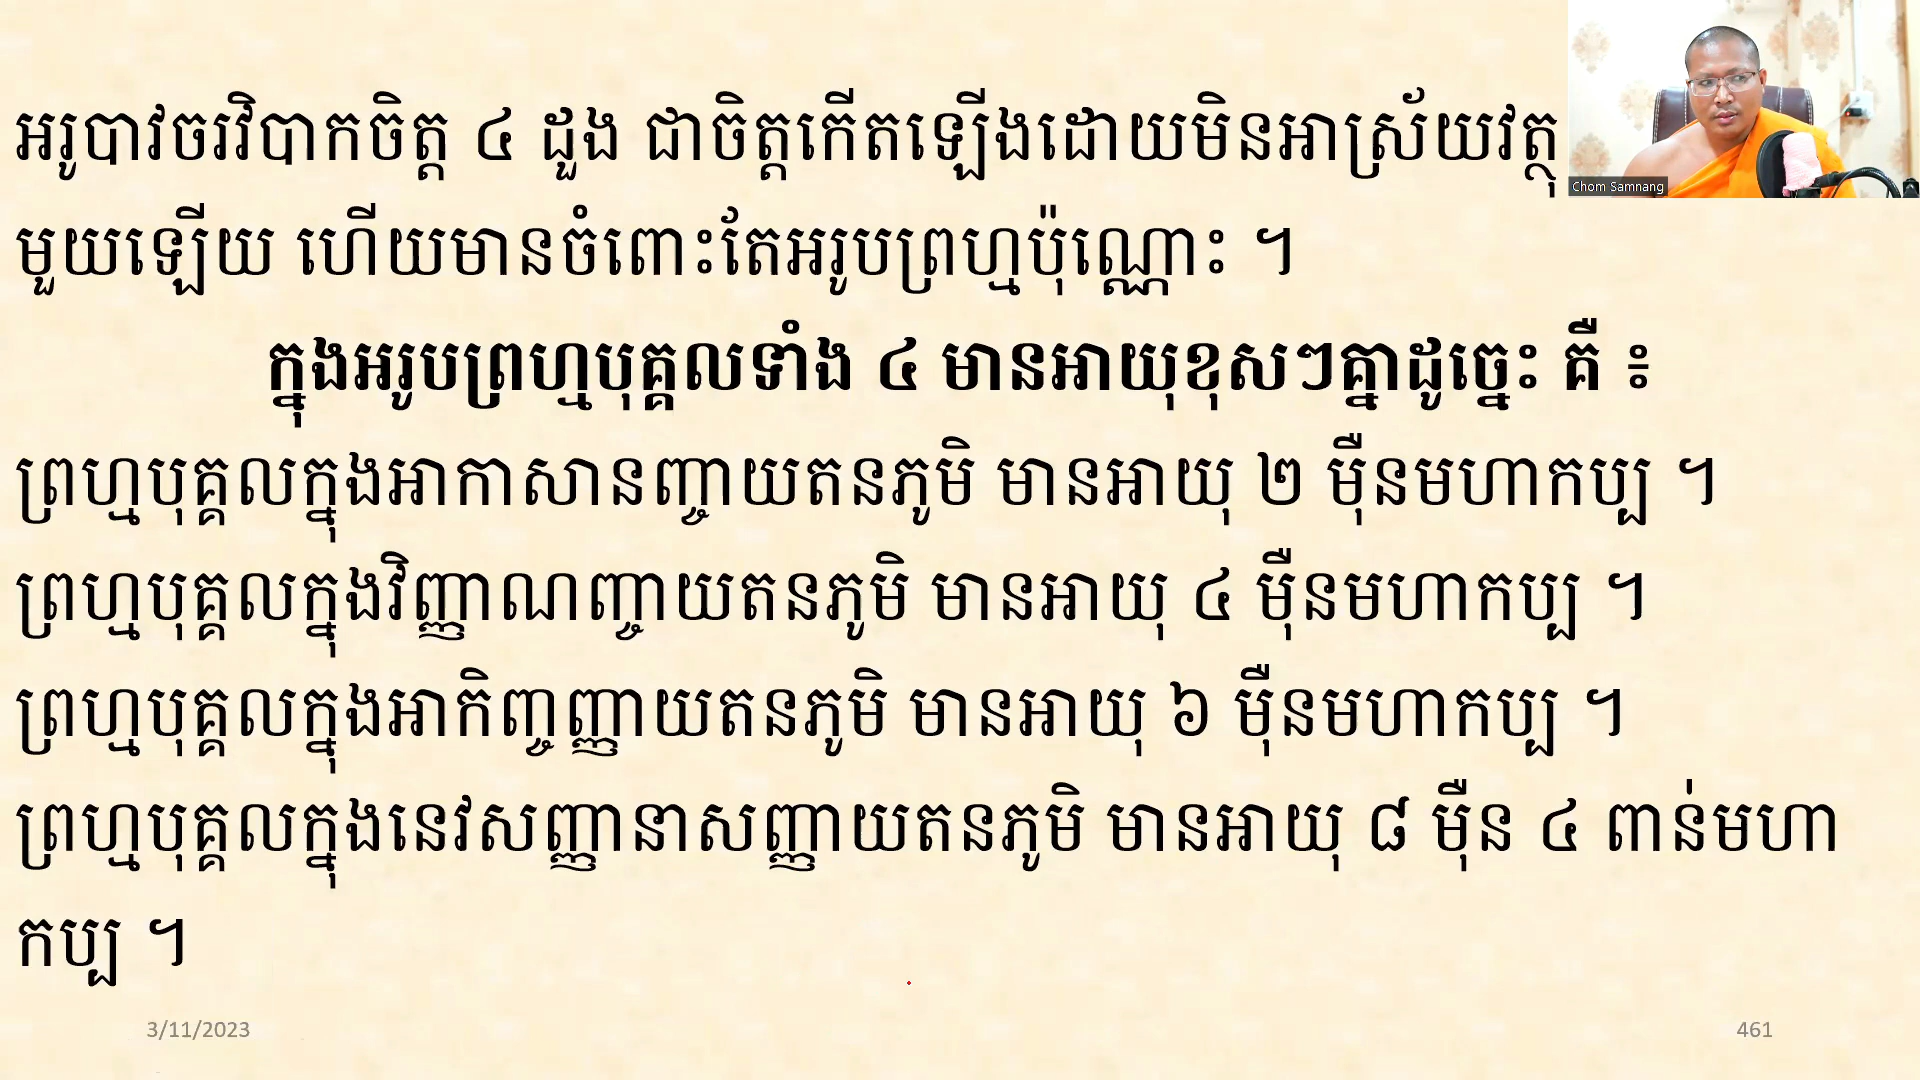 អរូបាវចរវិបាកចិត្ត ៤ ដួង ជាចិត្តកើតឡើងដោយមិនអាស្រ័យវត្ថុ
Chom Samnang
មួយឡើយ ហើយមានចំពោះតែអរូបព្រហ្មប៉ុណ្ណោះ ។
ក្នុងអរូបព្រហ្មបុគ្គលទាំង ៤ មានអាយុខុសៗគ្នាដូច្នេះ គឺ ៖
ព្រហ្មបុគ្គលក្នុងអាកាសានញ្ចាយតនភូមិ មានអាយុ ២ ម៉ឺនមហាកប្ប ។
ព្រហ្មបុគ្គលក្នុងវិញ្ញាណញ្ចាយតនភូមិ មានអាយុ ៤ ម៉ឺនមហាកប្ប ។
ព្រហ្មបុគ្គលក្នុងអាកិញ្ចញ្ញាយតនភូមិ មានអាយុ ៦ ម៉ឺនមហាកប្ប ។
ព្រហ្មបុគ្គលក្នុងនេវសញ្ញានាសញ្ញាយតនភូមិ មានអាយុ ៨ ម៉ឺន ៤ ពាន់មហា
កប្ប ។
3/11/2023
461